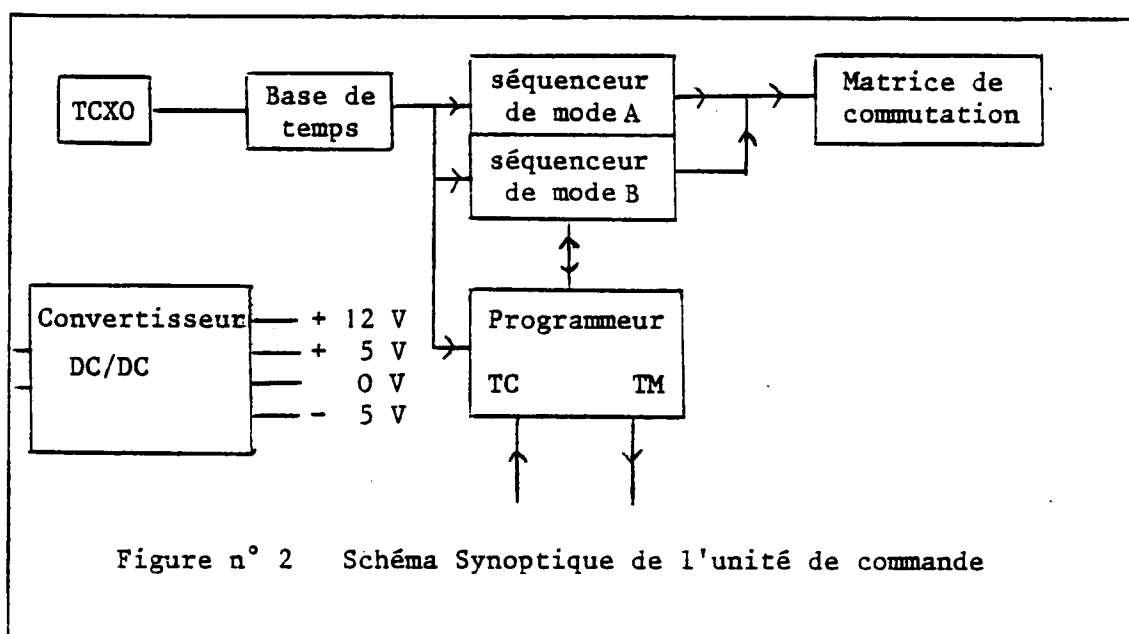 TCXO
Base de
temps
séquenceur
de mode A
séquenceur
de mode B
Matrice de
commutation
Convertisseur
DC/DC
+ 12 V
+ 5 V
0 V
- 5 V
Programmeur
TC TM
Figure n° 2 Schéma Synoptique de l'unité de commande